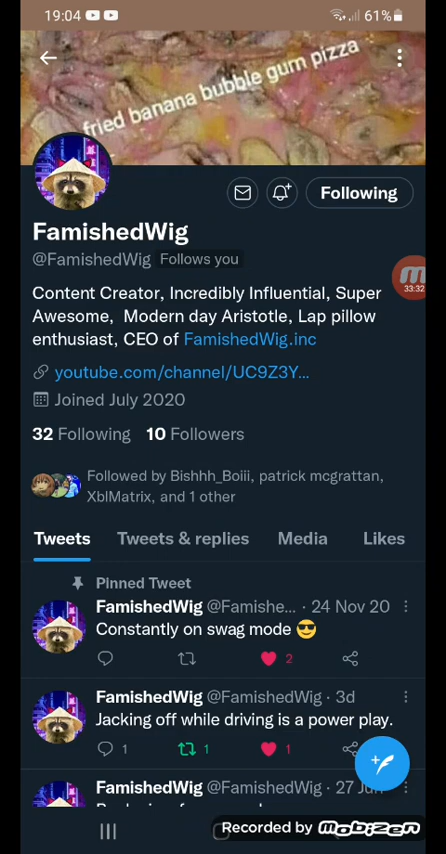 19:04 61%
fried banana bubble gum pizza
Following
FamishedWig
@FamishedWig Follows you
33:32
Content Creator, Incredibly Influential, Super
Awesome, Modern day Aristotle, Lap pillow
enthusiast, CEO of FamishedWig.inc
youtube.com/channel/UC9Z3Y...
Joined July 2020
32 Following 10 Followers
Followed by Bishhh_Boiii, patrick mcgrattan,
XblMatrix, and 1 other
Tweets Tweets & replies Media Likes
Pinned Tweet
FamishedWig @Famishe... · 24 Nov 20
Constantly on swag mode 😎
2
FamishedWig @FamishedWig · 3d
Jacking off while driving is a power play.
1 1 1
FamishedWig @FamishedWig · 27
Recorded by mobizen